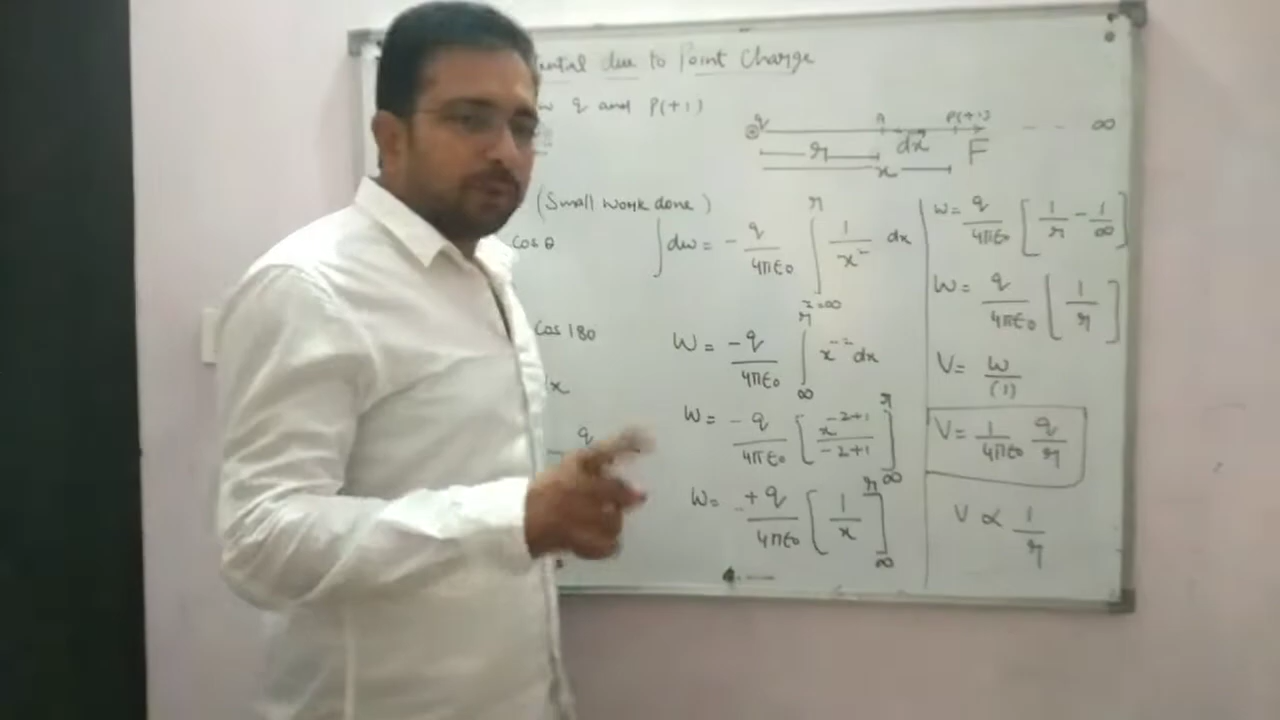 due to Point Charge
q and P(+1)
q A P(+1) ∞
r dx F
x
(Small work done)
Cos θ
Cos 180
dx
q
∫dw = - q/4πε₀ ∫_{x=∞}^{r} 1/x² dx
W = -q/4πε₀ ∫_{∞}^{r} x⁻² dx
W = -q/4πε₀ [x^{-2+1}/-2+1]_{∞}^{r}
W = +q/4πε₀ [1/x]_{∞}^{r}
W = q/4πε₀ [1/r - 1/∞]
W = q/4πε₀ [1/r]
V = W/(1)
V = 1/4πε₀ q/r
V ∝ 1/r